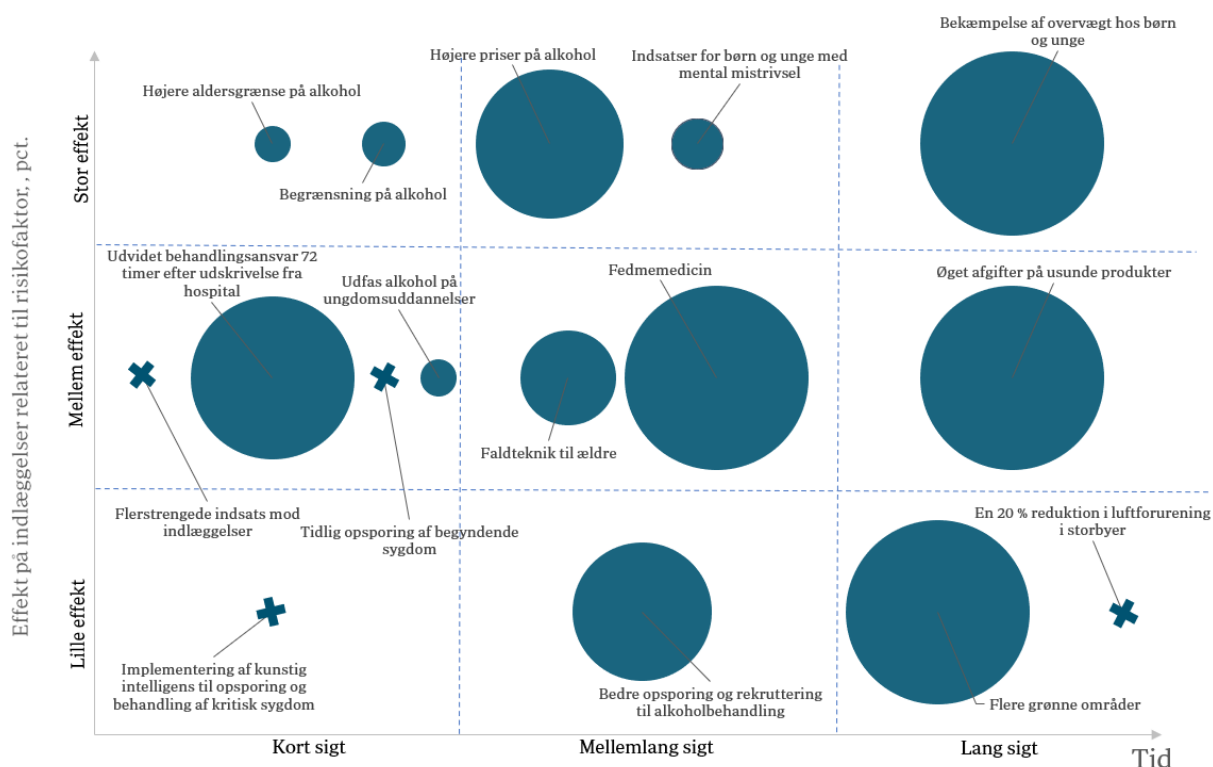 Effekt på indlæggelser relateret til risikofaktor, , pct.
Stor effekt
Højere aldersgrænse på alkohol
Begrænsning på alkohol
Højere priser på alkohol
Indsatser for børn og unge med
mental mistrivsel
Bekæmpelse af overvægt hos børn
og unge
Mellem effekt
Udvidet behandlingsansvar 72
timer efter udskrivelse fra
hospital
Udfas alkohol på
ungdomsuddannelser
Fedmemedicin
Øget afgifter på usunde produkter
Faldteknik til ældre
Flerstrengede indsats mod
indlæggelser
Tidlig opsporing af begyndende
sygdom
En 20 % reduktion i luftforurening
i storbyer
Lille effekt
Implementering af kunstig
intelligens til opsporing og
behandling af kritisk sygdom
Bedre opsporing og rekruttering
til alkoholbehandling
Flere grønne områder
Kort sigt
Mellemlang sigt
Lang sigt
Tid